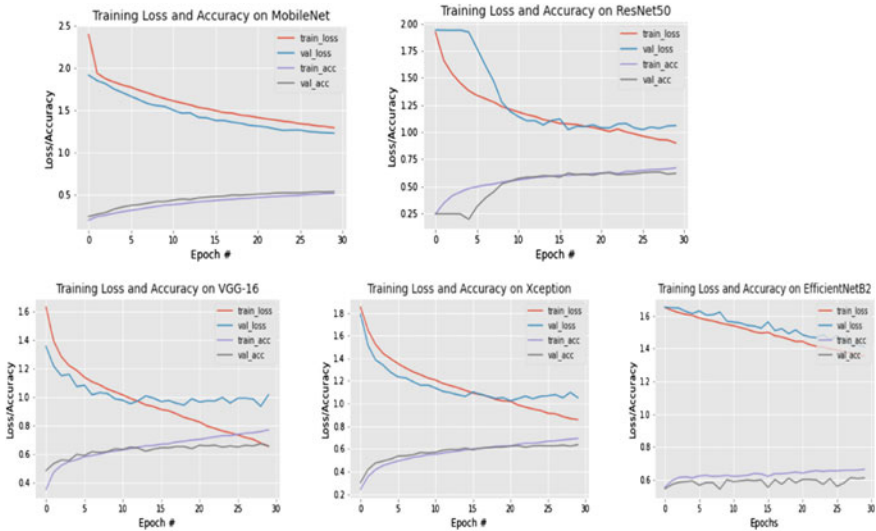 Training Loss and Accuracy on MobileNet
2.5
2.0
1.5
1.0
0.5
Loss/Accuracy
0 5 10 15 20 25 30
Epoch #
train_loss
val_loss
train_acc
val_acc
Training Loss and Accuracy on ResNet50
2.00
1.75
1.50
1.25
1.00
0.75
0.50
0.25
Loss/Accuracy
0 5 10 15 20 25 30
Epoch #
train_loss
val_loss
train_acc
val_acc
Training Loss and Accuracy on VGG-16
1.6
1.4
1.2
1.0
0.8
0.6
0.4
Loss/Accuracy
0 5 10 15 20 25 30
Epoch #
train_loss
val_loss
train_acc
val_acc
Training Loss and Accuracy on Xception
1.8
1.6
1.4
1.2
1.0
0.8
0.6
0.4
0.2
Loss/Accuracy
0 5 10 15 20 25 30
Epoch #
train_loss
val_loss
train_acc
val_acc
Training Loss and Accuracy on EfficientNetB2
1.6
1.4
1.2
1.0
0.8
0.6
Loss/Accuracy
0 5 10 15 20 25 30
Epochs
train_loss
val_loss
train_acc
val_acc